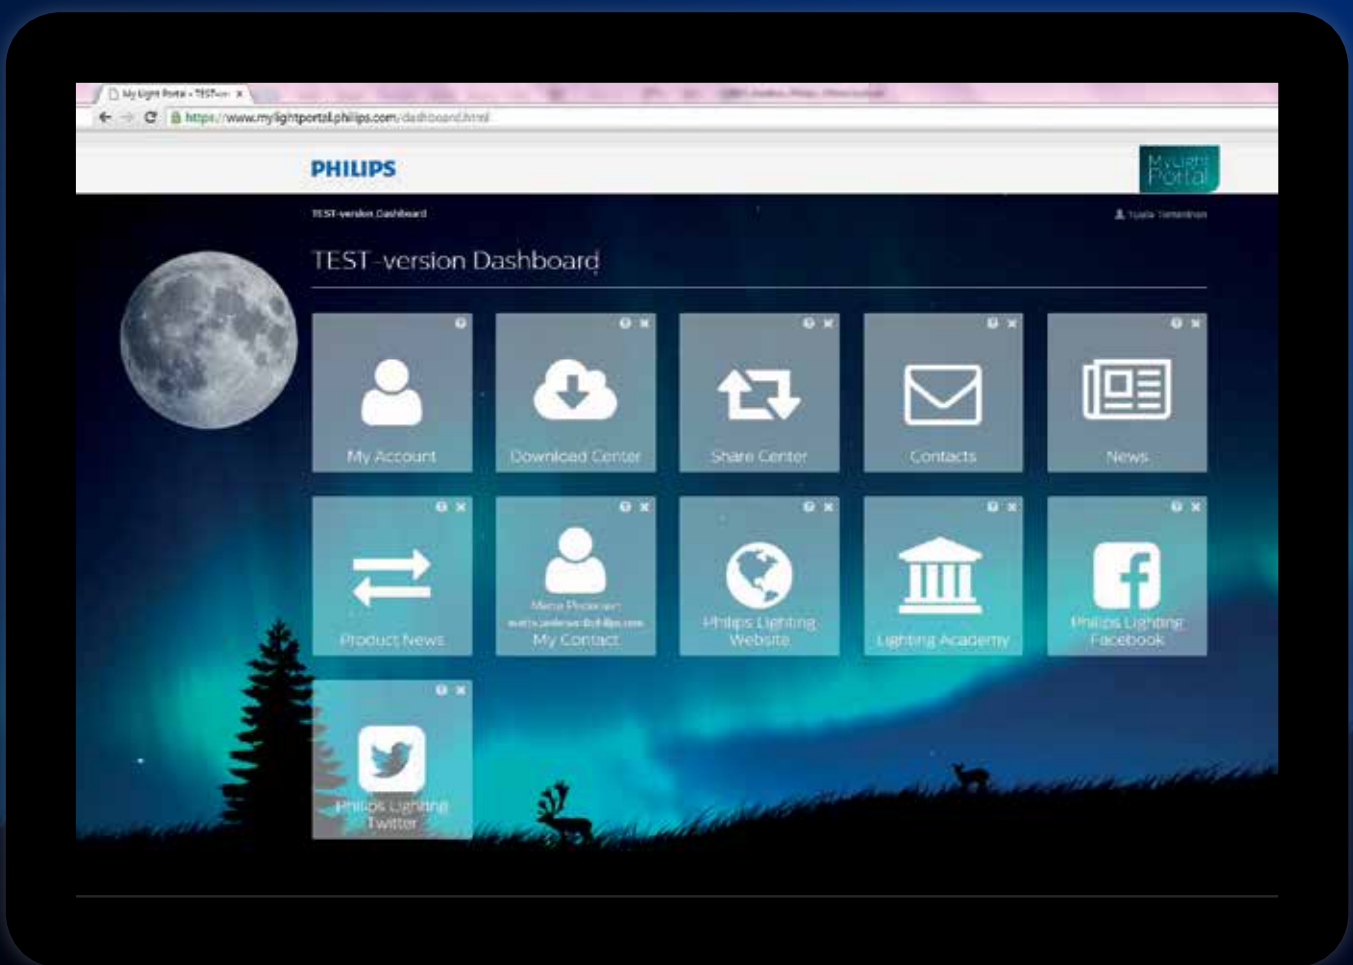 My Light Portal - TEST-ver
https://www.mylightportal.philips.com/dashboard.html
PHILIPS
MyLight
Portal
TEST-version Dashboard
TEST-version Dashboard
My Account
Download Center
Share Center
Contacts
News
Product News
My Contact
Philips Lighting
Website
Lighting Academy
Philips Lighting
Facebook
Philips Lighting
Twitter